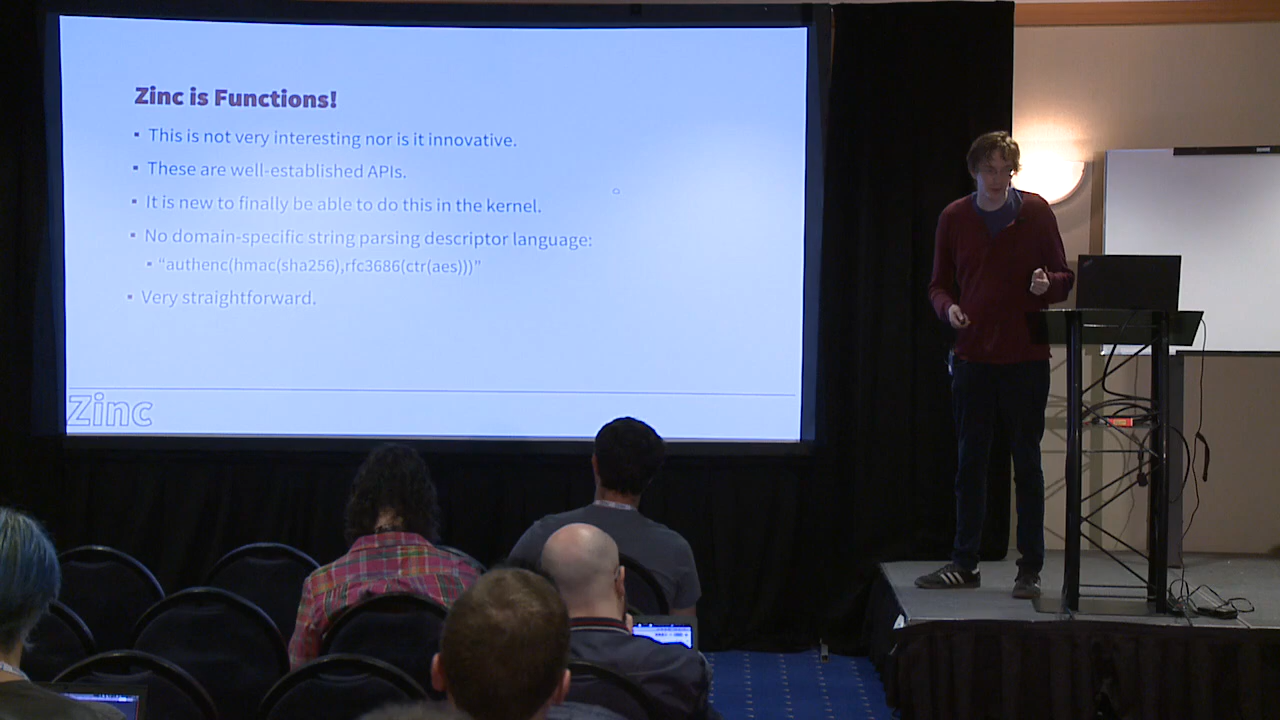 Zinc is Functions!
▪ This is not very interesting nor is it innovative.
▪ These are well-established APIs.
▪ It is new to finally be able to do this in the kernel.
▪ No domain-specific string parsing descriptor language:
▪ “authenc(hmac(sha256),rfc3686(ctr(aes)))”
▪ Very straightforward.
Zinc